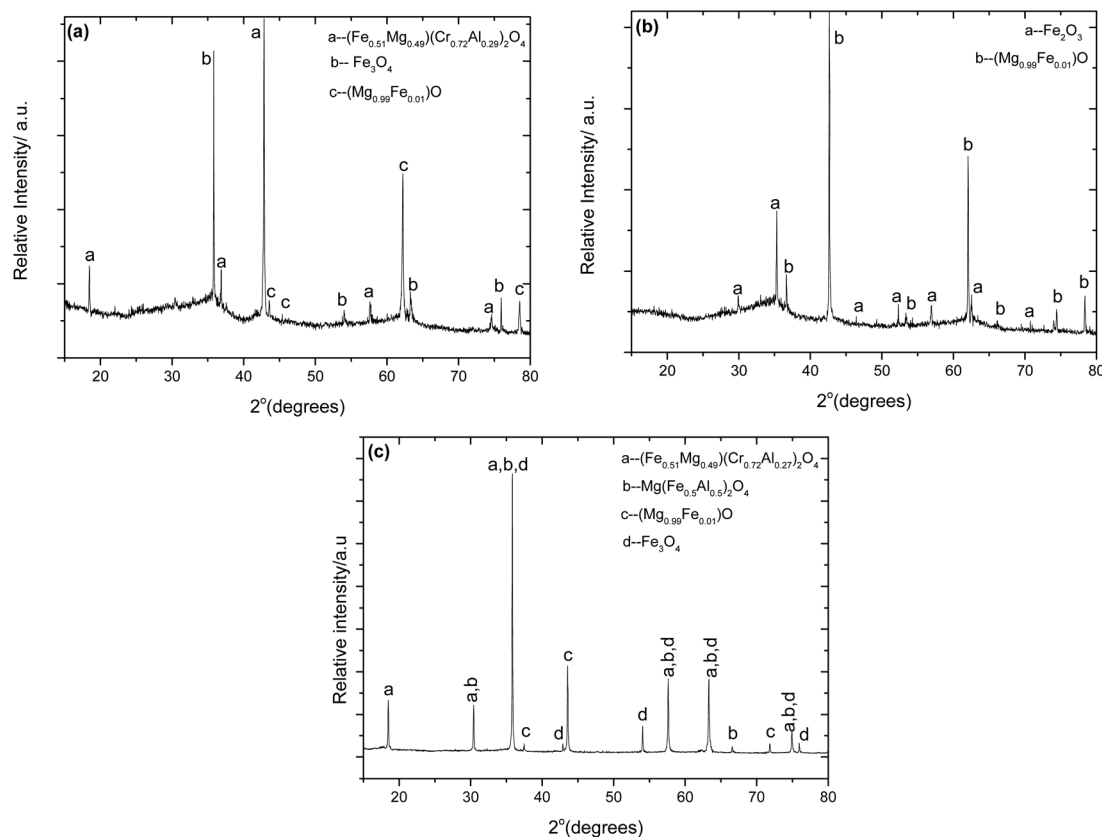 (a)
a--(Fe0.51Mg0.49)(Cr0.72Al0.29)2O4
b-- Fe3O4
c--(Mg0.99Fe0.01)O
a
b
a
a
c
c
b
a
c
b
a
b
c
Relative Intensity/ a.u.
20 30 40 50 60 70 80
2°(degrees)
(b)
a--Fe2O3
b--(Mg0.99Fe0.01)O
a
a
b
b
a
a
b
a
b
a
b
a
b
b
Relative Intensity/ a.u.
20 30 40 50 60 70 80
2°(degrees)
(c)
a--(Fe0.51Mg0.49)(Cr0.72Al0.27)2O4
b--Mg(Fe0.5Al0.5)2O4
c--(Mg0.99Fe0.01)O
d--Fe3O4
a
a,b
a,b,d
c
d
c
d
a,b,d
a,b,d
b
c
a,b,d
d
Relative intensity/a.u
20 30 40 50 60 70 80
2°(degrees)